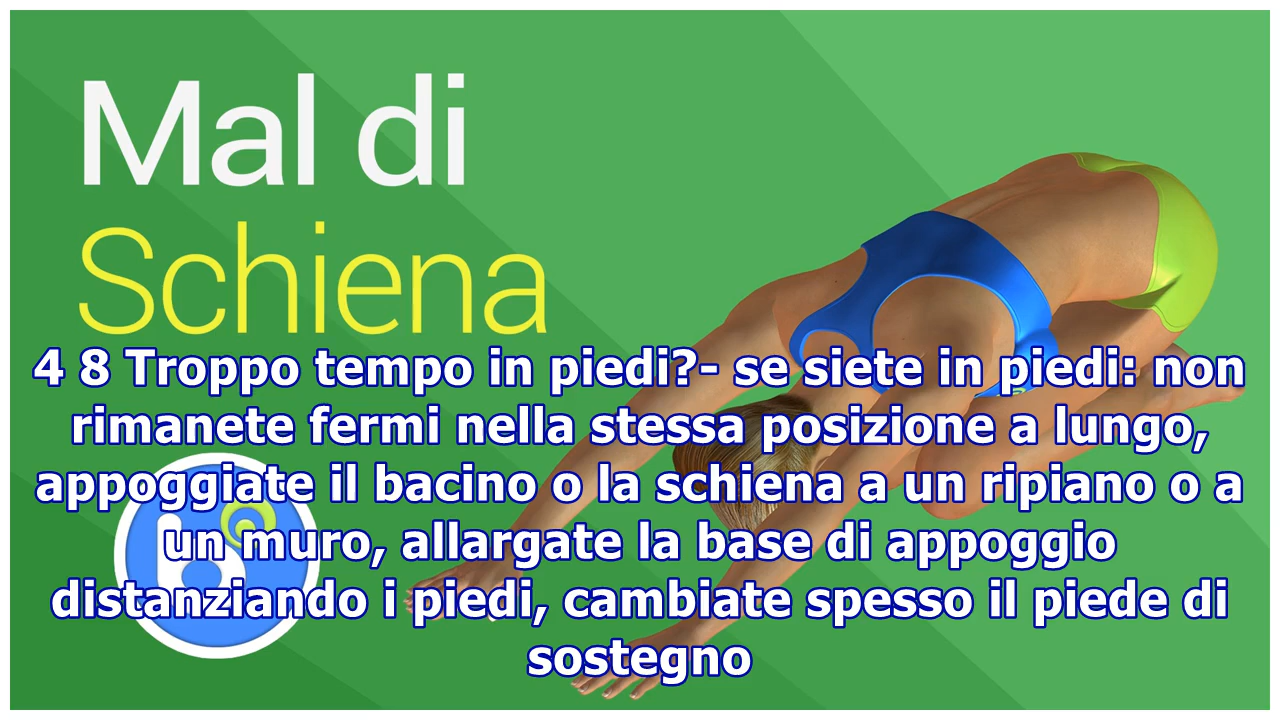 Mal di
Schiena
4 8 Troppo tempo in piedi?- se siete in piedi: non
rimanete fermi nella stessa posizione a lungo,
appoggiate il bacino o la schiena a un ripiano o a
un muro, allargate la base di appoggio
distanziando i piedi, cambiate spesso il piede di
sostegno